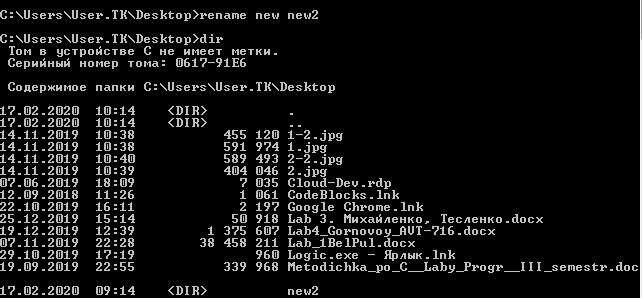 C:\Users\User.TK\Desktop>rename new new2
C:\Users\User.TK\Desktop>dir
Том в устройстве C не имеет метки.
Серийный номер тома: 0617-91E6
Содержимое папки C:\Users\User.TK\Desktop
17.02.2020 10:14 <DIR> .
17.02.2020 10:14 <DIR> ..
14.11.2019 10:38 455 120 1-2.jpg
14.11.2019 10:38 591 974 1.jpg
14.11.2019 10:40 589 493 2-2.jpg
14.11.2019 10:39 404 046 2.jpg
07.06.2019 18:09 7 035 Cloud-Dev.rdp
12.09.2018 11:26 1 061 CodeBlocks.lnk
22.10.2019 16:11 2 197 Google Chrome.lnk
25.12.2019 15:14 50 918 Lab 3. Михайленко, Тесленко.docx
19.12.2019 12:39 1 375 607 Lab4_Gornovoy_AVT-716.docx
07.11.2019 22:28 38 458 211 Lab_1BelPul.docx
29.10.2019 17:19 960 Logic.exe - Ярлык.lnk
19.09.2019 22:55 339 968 Metodichka_po_C__Laby_Progr__III_semestr.doc
17.02.2020 09:14 <DIR> new2